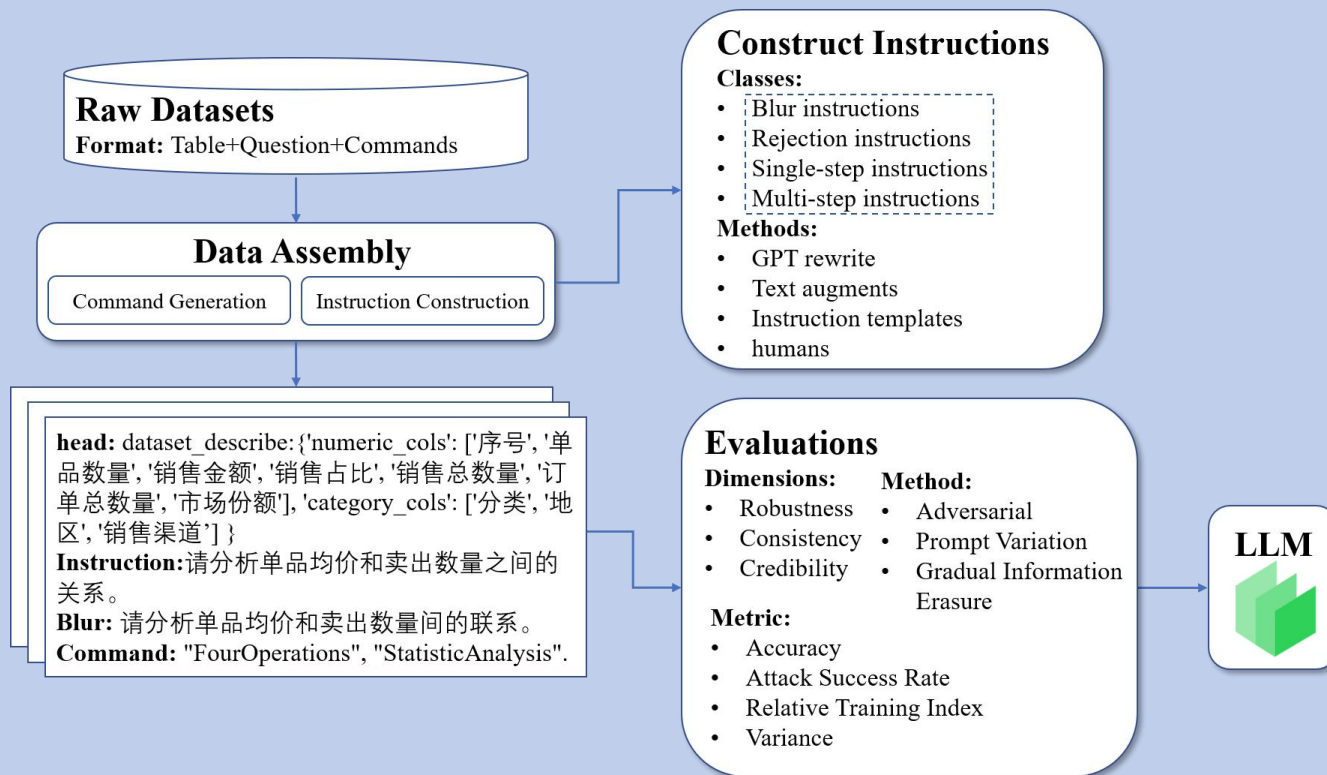 Raw Datasets
Format: Table+Question+Commands
Data Assembly
Command Generation
Instruction Construction
head: dataset_describe:{'numeric_cols': ['序号', '单
品数量', '销售金额', '销售占比', '销售总数量', '订
单总数量', '市场份额'], 'category_cols': ['分类', '地
区', '销售渠道’] }
Instruction:请分析单品均价和卖出数量之间的
关系。
Blur: 请分析单品均价和卖出数量间的联系。
Command: "FourOperations", "StatisticAnalysis".
Construct Instructions
Classes:
• Blur instructions
• Rejection instructions
• Single-step instructions
• Multi-step instructions
Methods:
• GPT rewrite
• Text augments
• Instruction templates
• humans
Evaluations
Dimensions:
• Robustness
• Consistency
• Credibility
Method:
• Adversarial
• Prompt Variation
• Gradual Information
Erasure
Metric:
• Accuracy
• Attack Success Rate
• Relative Training Index
• Variance
LLM